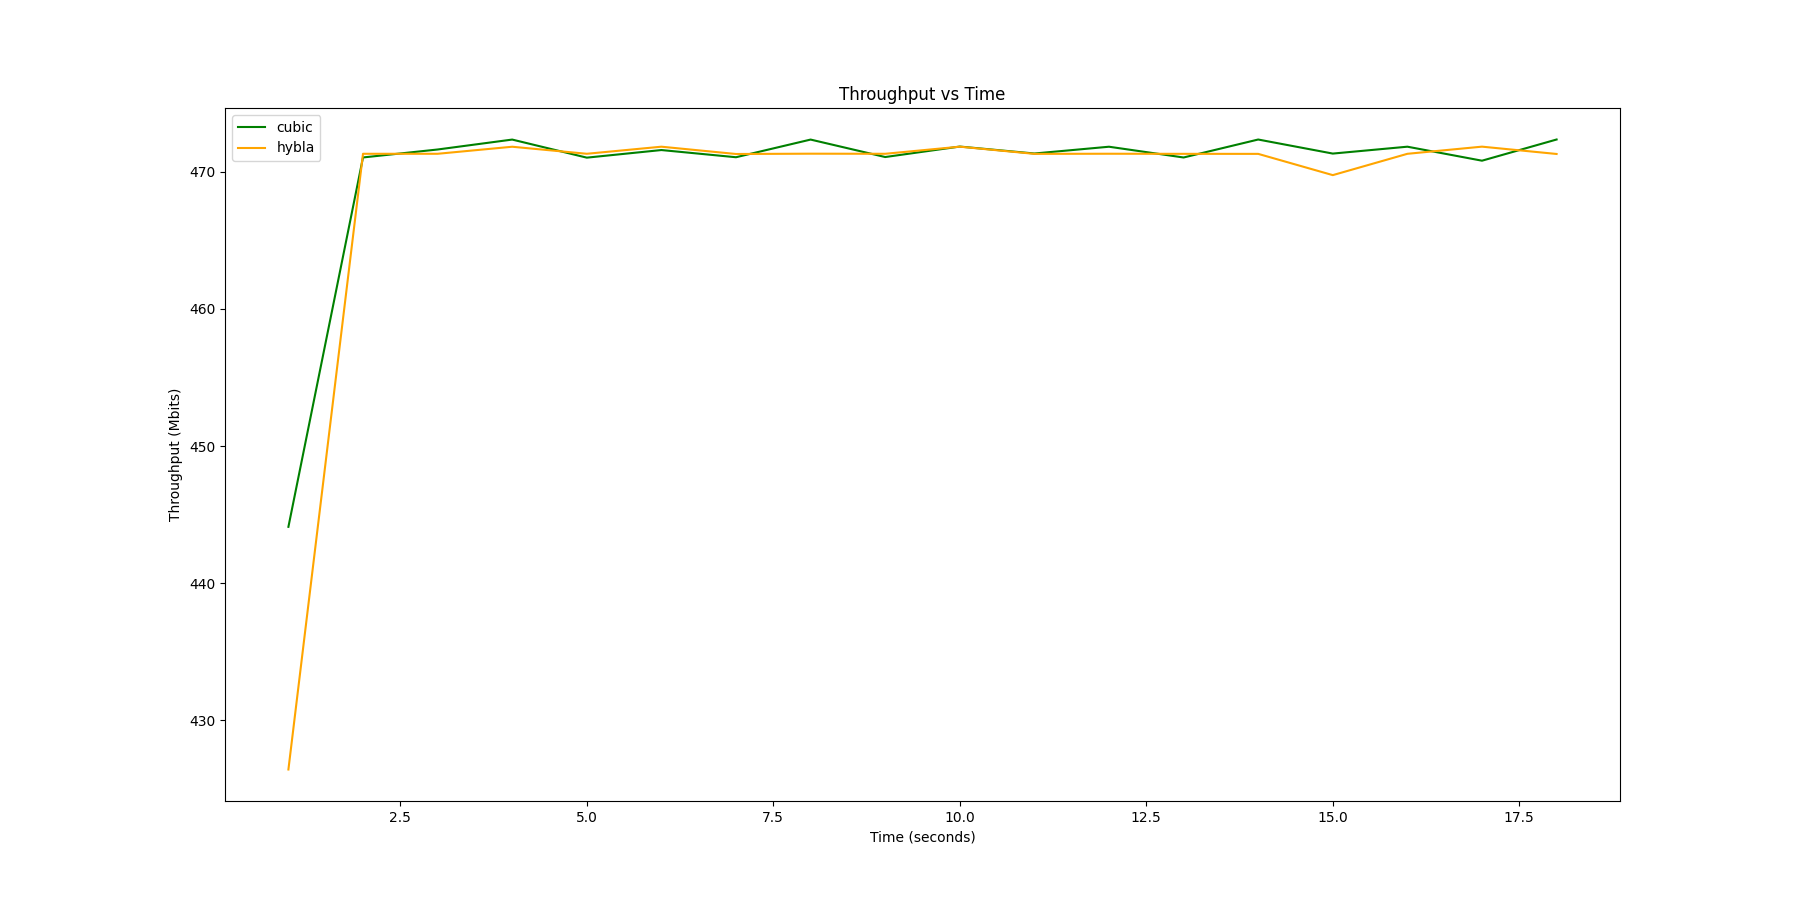 Throughput vs Time
cubic
hybla
Throughput (Mbits)
470
460
450
440
430
2.5 5.0 7.5 10.0 12.5 15.0 17.5
Time (seconds)